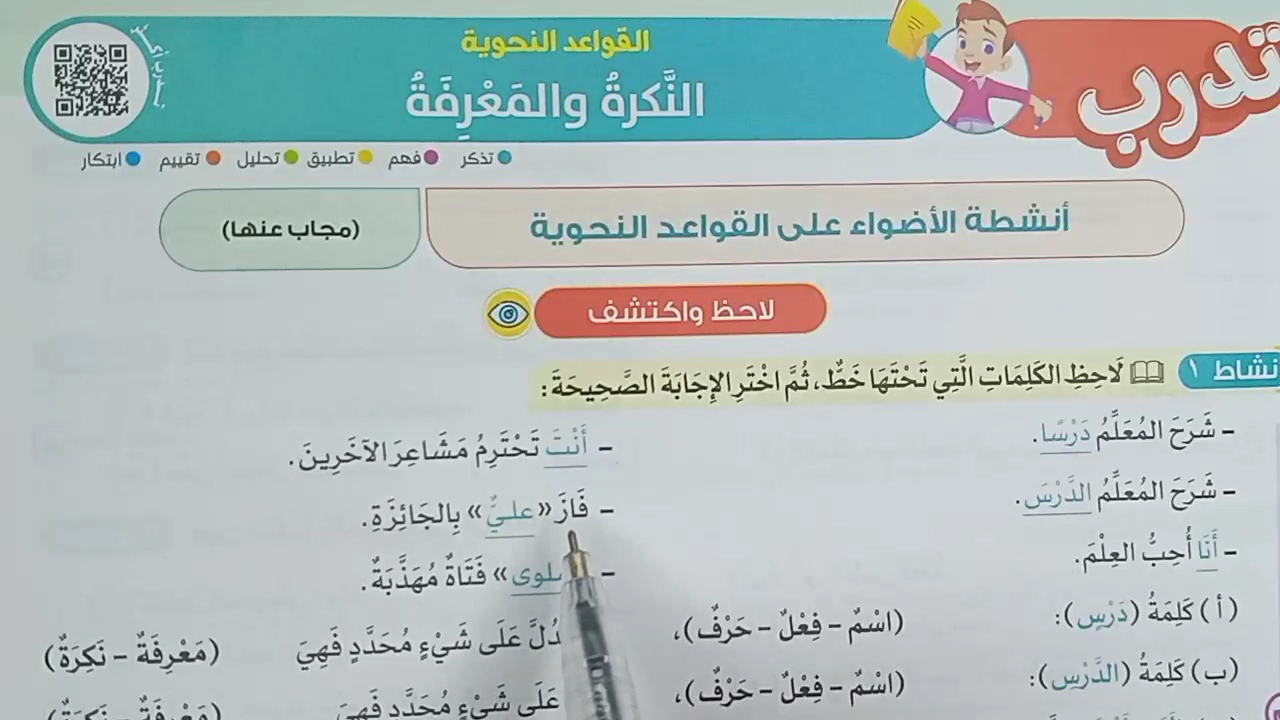 تدرب
القواعد النحوية
النَّكرةُ والمَعْرِفَةُ
تذكر فهم تطبيق تحليل تقييم ابتكار
أنشطة الأضواء على القواعد النحوية (مجاب عنها)
لاحظ واكتشف
نشاط ١ لَاحِظِ الكَلِمَاتِ الَّتِي تَحْتَهَا خَطٌّ، ثُمَّ اخْتَرِ الإِجَابَةَ الصَّحِيحَةَ:
- شَرَحَ المُعَلِّمُ دَرْسًا. - أَنْتَ تَحْتَرِمُ مَشَاعِرَ الآخَرِينَ.
- شَرَحَ المُعَلِّمُ الدَّرْسَ. - فَازَ «عليٌّ» بِالجَائِزَةِ.
- أَنَا أُحِبُّ العِلْمَ. - سلوى» فَتَاةٌ مُهَذَّبَةٌ.
(أ) كَلِمَةُ (دَرْسٍ): (اسْمٌ - فِعْلٌ - حَرْفٌ)، عَلَى شَيْءٍ مُحَدَّدٍ فَهِيَ (مَعْرِفَةٌ - نَكِرَةٌ)
(ب) كَلِمَةُ (الدَّرْسِ): (اسْمٌ - فِعْلٌ - حَرْفٌ)، عَلَى شَيْءٍ مُحَدَّدٍ فَهِيَ (مَعْرِفَةٌ - نَكِرَةٌ)